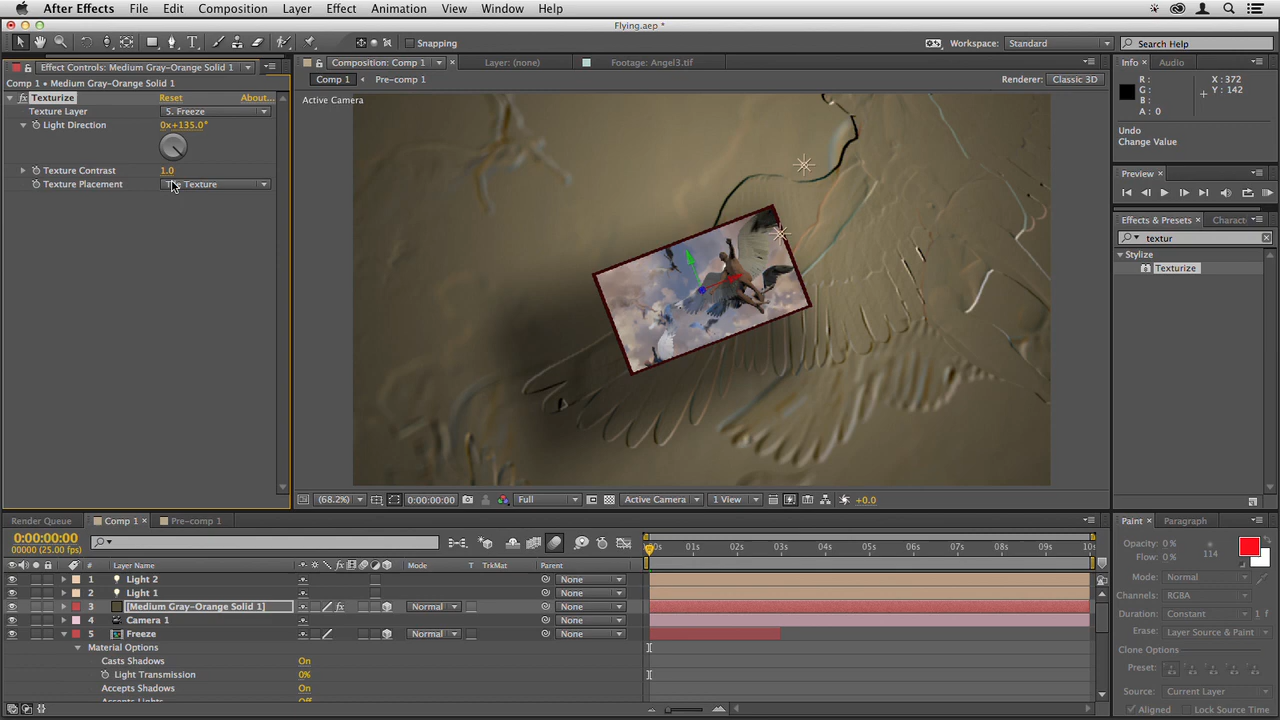 After Effects File Edit Composition Layer Effect Animation View Window Help
Flying.aep *
Snapping
Workspace: Standard Search Help
Effect Controls: Medium Gray-Orange Solid 1
Composition: Comp 1
Layer: (none)
Footage: Angel3.tif
Info Audio
Comp 1 • Medium Gray-Orange Solid 1
Comp 1 Pre-comp 1
Renderer: Classic 3D
fx Texturize Reset About...
Texture Layer 5. Freeze
Light Direction 0x+135.0°
Texture Contrast 1.0
Texture Placement Texture
Active Camera
R: X: 372
G: Y: 142
B:
A: 0
Undo
Change Value
Preview
Effects & Presets Charact
textur
Stylize
Texturize
(68.2%) 0:00:00:00 Full Active Camera 1 View +0.0
Render Queue Comp 1 Pre-comp 1
0:00:00:00
00000 (25.00 fps)
# Layer Name Mode T TrkMat Parent
01s 02s 03s 04s 05s 06s 07s 08s 09s 10s
1 Light 2 None
2 Light 1 None
3 [Medium Gray-Orange Solid 1] fx Normal None
4 Camera 1 None
5 Freeze Normal None
Material Options
Casts Shadows On
Light Transmission 0%
Accepts Shadows On
Accepts Lights Off
Paint Paragraph
Opacity: 0 %
Flow: 0 % 114
Mode: Normal
Channels: RGBA
Duration: Constant
Erase: Layer Source & Paint
Clone Options
Preset:
Source: Current Layer
Aligned Lock Source Time